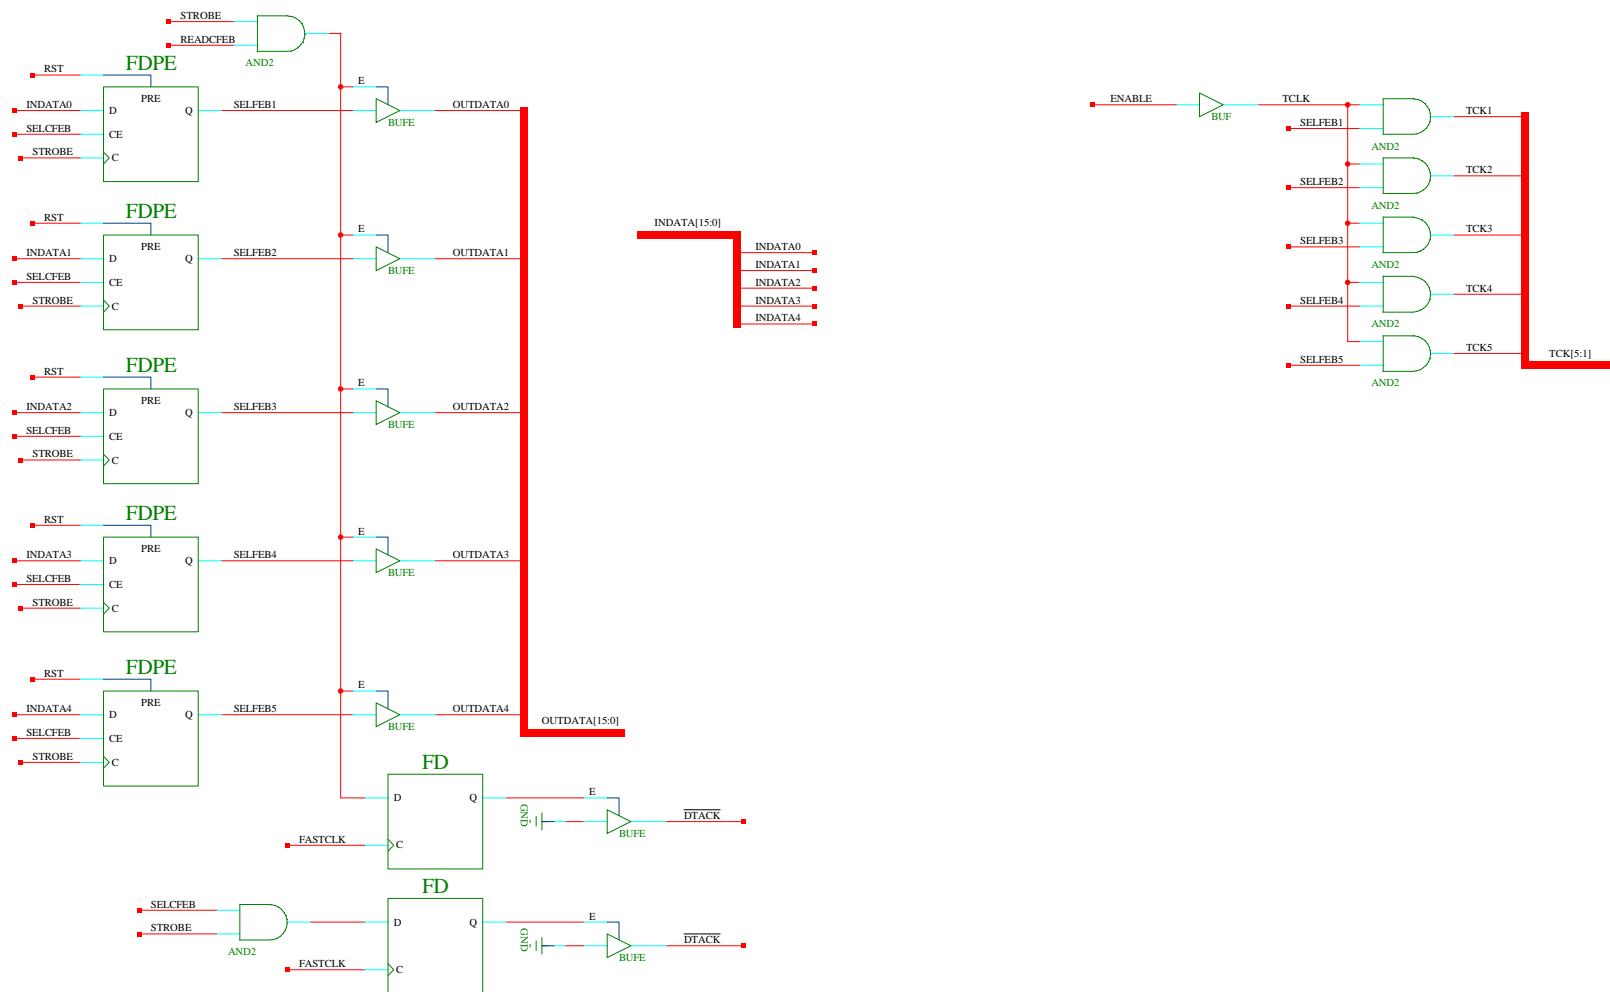 STROBE
READCFEB
AND2
FDPE
RST
PRE
INDATA0
D
Q
SELFEB1
E
BUFE
OUTDATA0
SELCFEB
CE
STROBE
C
FDPE
RST
PRE
INDATA1
D
Q
SELFEB2
E
BUFE
OUTDATA1
SELCFEB
CE
STROBE
C
FDPE
RST
PRE
INDATA2
D
Q
SELFEB3
E
BUFE
OUTDATA2
SELCFEB
CE
STROBE
C
FDPE
RST
PRE
INDATA3
D
Q
SELFEB4
E
BUFE
OUTDATA3
SELCFEB
CE
STROBE
C
FDPE
RST
PRE
INDATA4
D
Q
SELFEB5
E
BUFE
OUTDATA4
SELCFEB
CE
STROBE
C
OUTDATA[15:0]
FD
D
Q
E
GND
BUFE
DTACK
FASTCLK
C
FD
SELCFEB
STROBE
AND2
D
Q
E
GND
BUFE
DTACK
FASTCLK
C
INDATA[15:0]
INDATA0
INDATA1
INDATA2
INDATA3
INDATA4
ENABLE
BUF
TCLK
SELFEB1
AND2
TCK1
SELFEB2
AND2
TCK2
SELFEB3
AND2
TCK3
SELFEB4
AND2
TCK4
SELFEB5
AND2
TCK5
TCK[5:1]